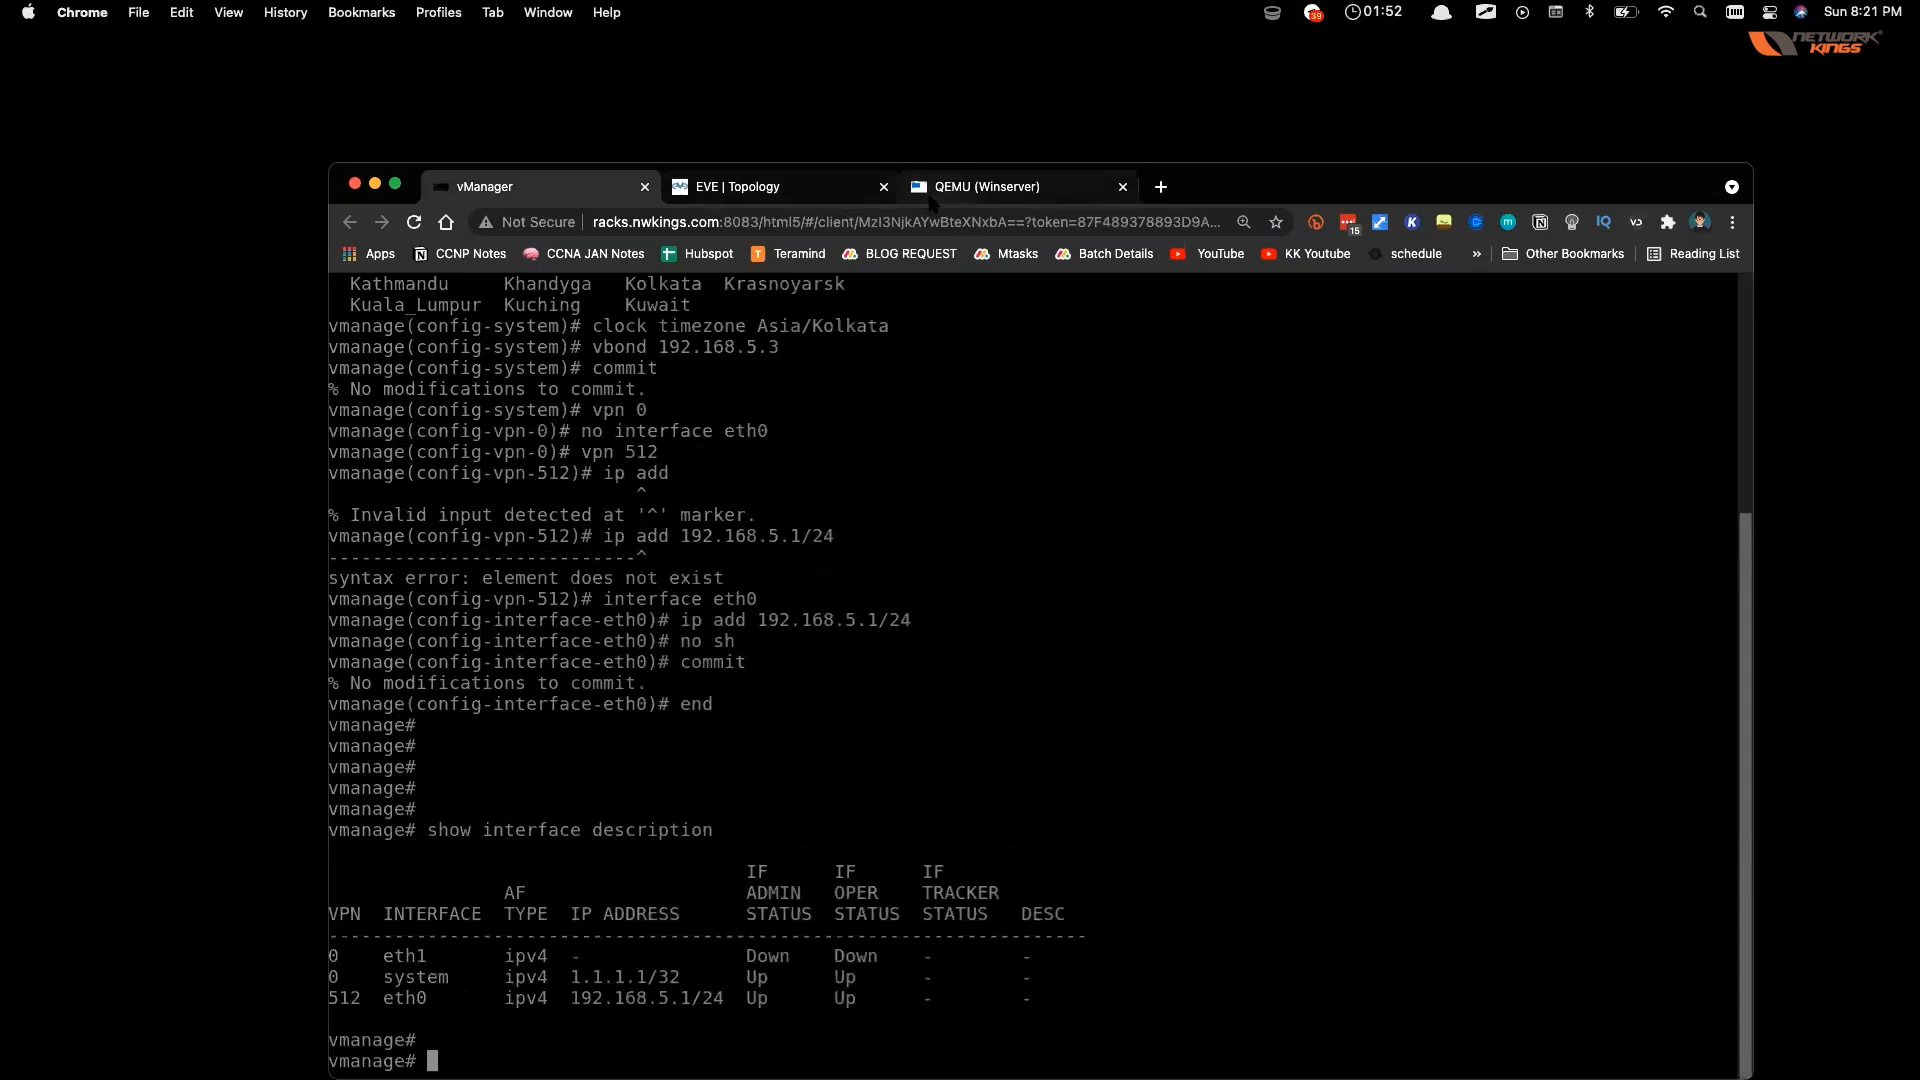 Chrome File Edit View History Bookmarks Profiles Tab Window Help 39 01:52 Sun 8:21 PM
NETWORK
KINGS
vManager EVE | Topology QEMU (Winserver)
Not Secure racks.nwkings.com:8083/html5/#/client/MzI3NjkAYwBteXNxbA==?token=87F489378893D9A... 15
Apps CCNP Notes CCNA JAN Notes Hubspot Teramind BLOG REQUEST Mtasks Batch Details YouTube KK Youtube schedule » Other Bookmarks Reading List
Kathmandu Khandyga Kolkata Krasnoyarsk
Kuala_Lumpur Kuching Kuwait
vmanage(config-system)# clock timezone Asia/Kolkata
vmanage(config-system)# vbond 192.168.5.3
vmanage(config-system)# commit
% No modifications to commit.
vmanage(config-system)# vpn 0
vmanage(config-vpn-0)# no interface eth0
vmanage(config-vpn-0)# vpn 512
vmanage(config-vpn-512)# ip add
^
% Invalid input detected at '^' marker.
vmanage(config-vpn-512)# ip add 192.168.5.1/24
----------------------------^
syntax error: element does not exist
vmanage(config-vpn-512)# interface eth0
vmanage(config-interface-eth0)# ip add 192.168.5.1/24
vmanage(config-interface-eth0)# no sh
vmanage(config-interface-eth0)# commit
% No modifications to commit.
vmanage(config-interface-eth0)# end
vmanage#
vmanage#
vmanage#
vmanage#
vmanage#
vmanage# show interface description
IF IF IF
AF ADMIN OPER TRACKER
VPN INTERFACE TYPE IP ADDRESS STATUS STATUS STATUS DESC
---------------------------------------------------------------------
0 eth1 ipv4 - Down Down - -
0 system ipv4 1.1.1.1/32 Up Up - -
512 eth0 ipv4 192.168.5.1/24 Up Up - -
vmanage#
vmanage#